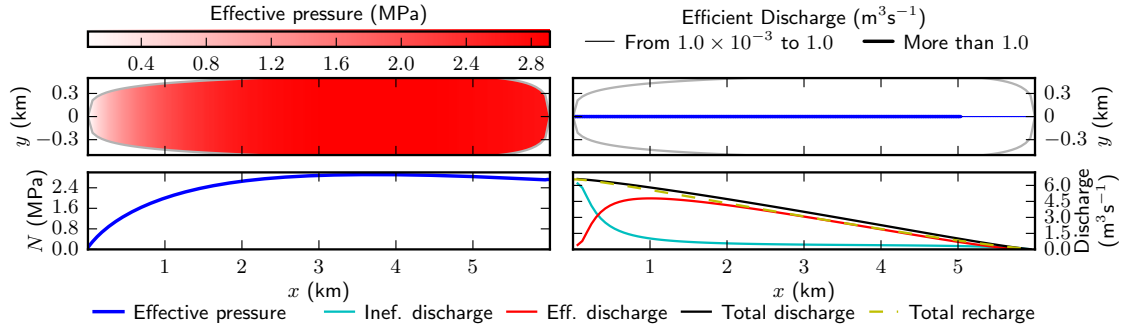 Effective pressure (MPa)
0.4 0.8 1.2 1.6 2.0 2.4 2.8
Efficient Discharge (m³s⁻¹)
From 1.0 × 10⁻³ to 1.0 More than 1.0
y (km)
0.3
0
−0.3
0.3
0
−0.3
y (km)
N (MPa)
2.4
1.6
0.8
0.0
1 2 3 4 5
x (km)
6.0
4.5
3.0
1.5
0.0
Discharge
(m³s⁻¹)
1 2 3 4 5
x (km)
Effective pressure Inef. discharge Eff. discharge Total discharge Total recharge